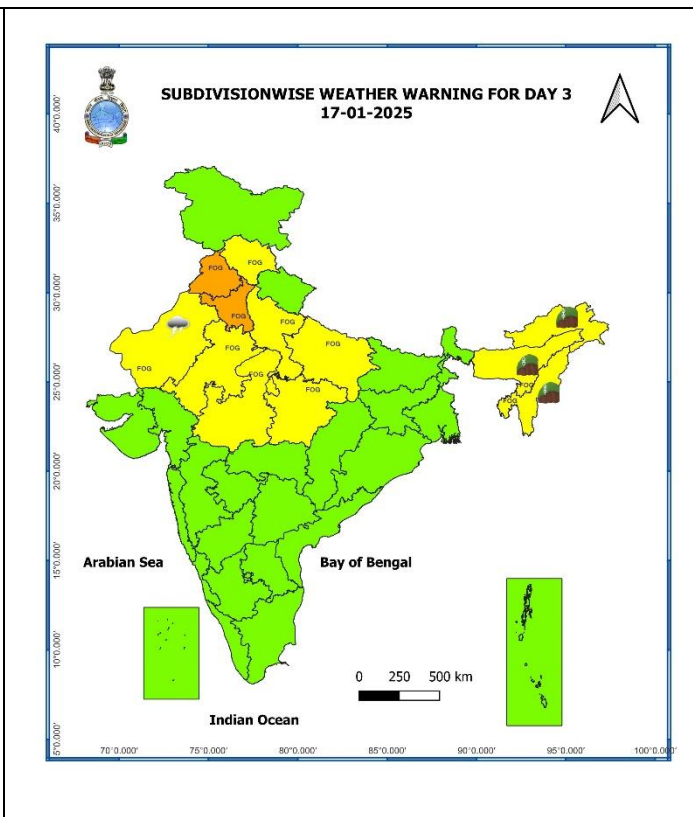 SUBDIVISIONWISE WEATHER WARNING FOR DAY 3
17-01-2025
40°0.000'
35°0.000'
30°0.000'
25°0.000'
20°0.000'
15°0.000'
10°0.000'
5°0.000'
FOG
FOG
FOG
FOG
FOG
FOG
FOG
FOG
FOG
FOG
FOG
Arabian Sea
Bay of Bengal
Indian Ocean
0 250 500 km
70°0.000' 75°0.000' 80°0.000' 85°0.000' 90°0.000' 95°0.000' 100°0.000'